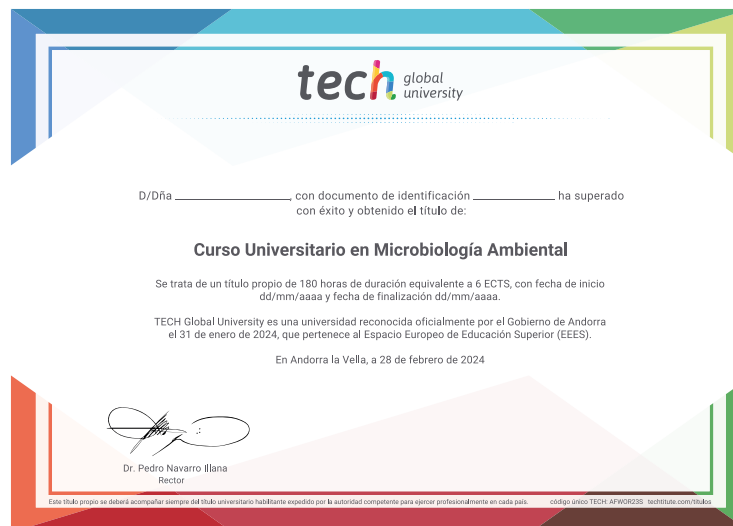 tech global university
D/Dña ____________________, con documento de identificación ______________ ha superado
con éxito y obtenido el título de:
Curso Universitario en Microbiología Ambiental
Se trata de un título propio de 180 horas de duración equivalente a 6 ECTS, con fecha de inicio
dd/mm/aaaa y fecha de finalización dd/mm/aaaa.
TECH Global University es una universidad reconocida oficialmente por el Gobierno de Andorra
el 31 de enero de 2024, que pertenece al Espacio Europeo de Educación Superior (EEES).
En Andorra la Vella, a 28 de febrero de 2024
Dr. Pedro Navarro Illana
Rector
Este título propio se deberá acompañar siempre del título universitario habilitante expedido por la autoridad competente para ejercer profesionalmente en cada país. código único TECH: AFWOR23S techtitute.com/titulos